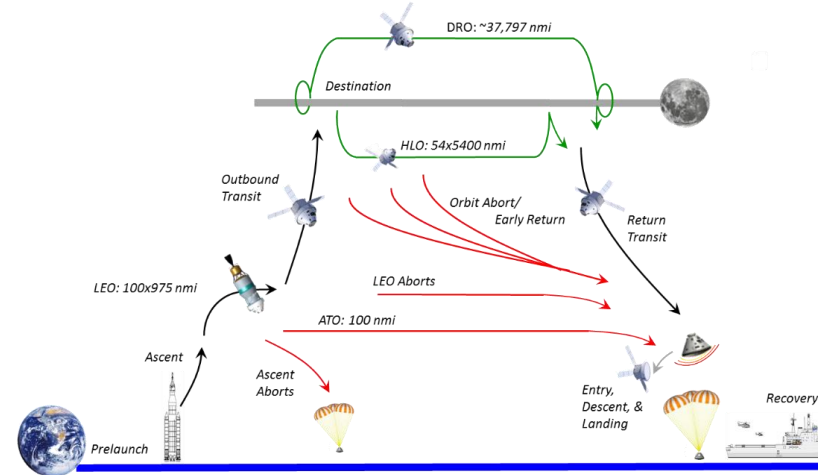 DRO: ~37,797 nmi
Destination
HLO: 54x5400 nmi
Outbound
Transit
Orbit Abort/
Early Return
Return
Transit
LEO: 100x975 nmi
LEO Aborts
ATO: 100 nmi
Ascent
Ascent
Aborts
Entry,
Descent, &
Landing
Recovery
Prelaunch